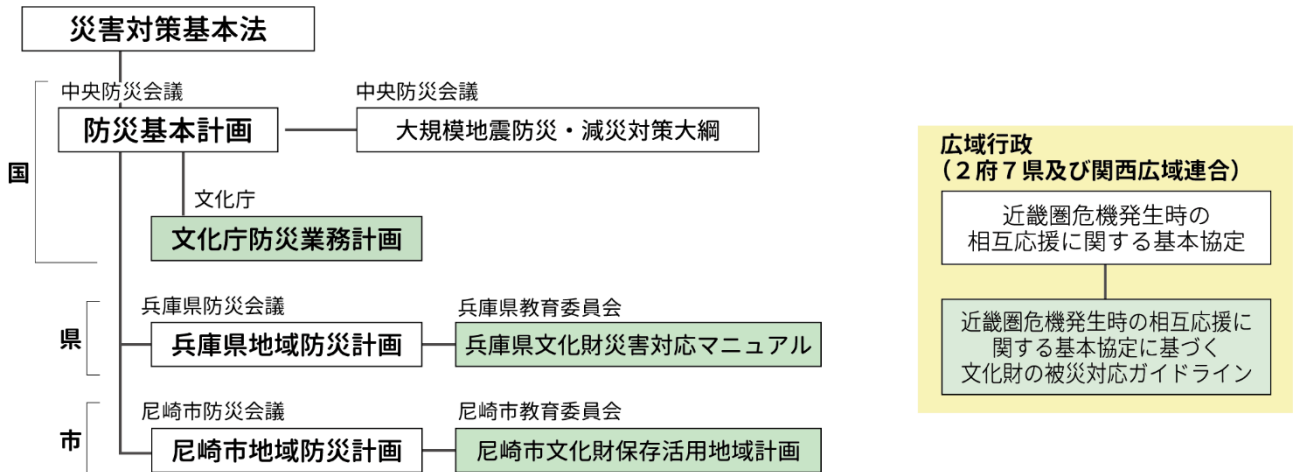 災害対策基本法
中央防災会議
防災基本計画
中央防災会議
大規模地震防災・減災対策大綱
国
文化庁
文化庁防災業務計画
県
兵庫県防災会議
兵庫県地域防災計画
兵庫県教育委員会
兵庫県文化財災害対応マニュアル
市
尼崎市防災会議
尼崎市地域防災計画
尼崎市教育委員会
尼崎市文化財保存活用地域計画
広域行政
（２府７県及び関西広域連合）
近畿圏危機発生時の
相互応援に関する基本協定
近畿圏危機発生時の相互応援に
関する基本協定に基づく
文化財の被災対応ガイドライン